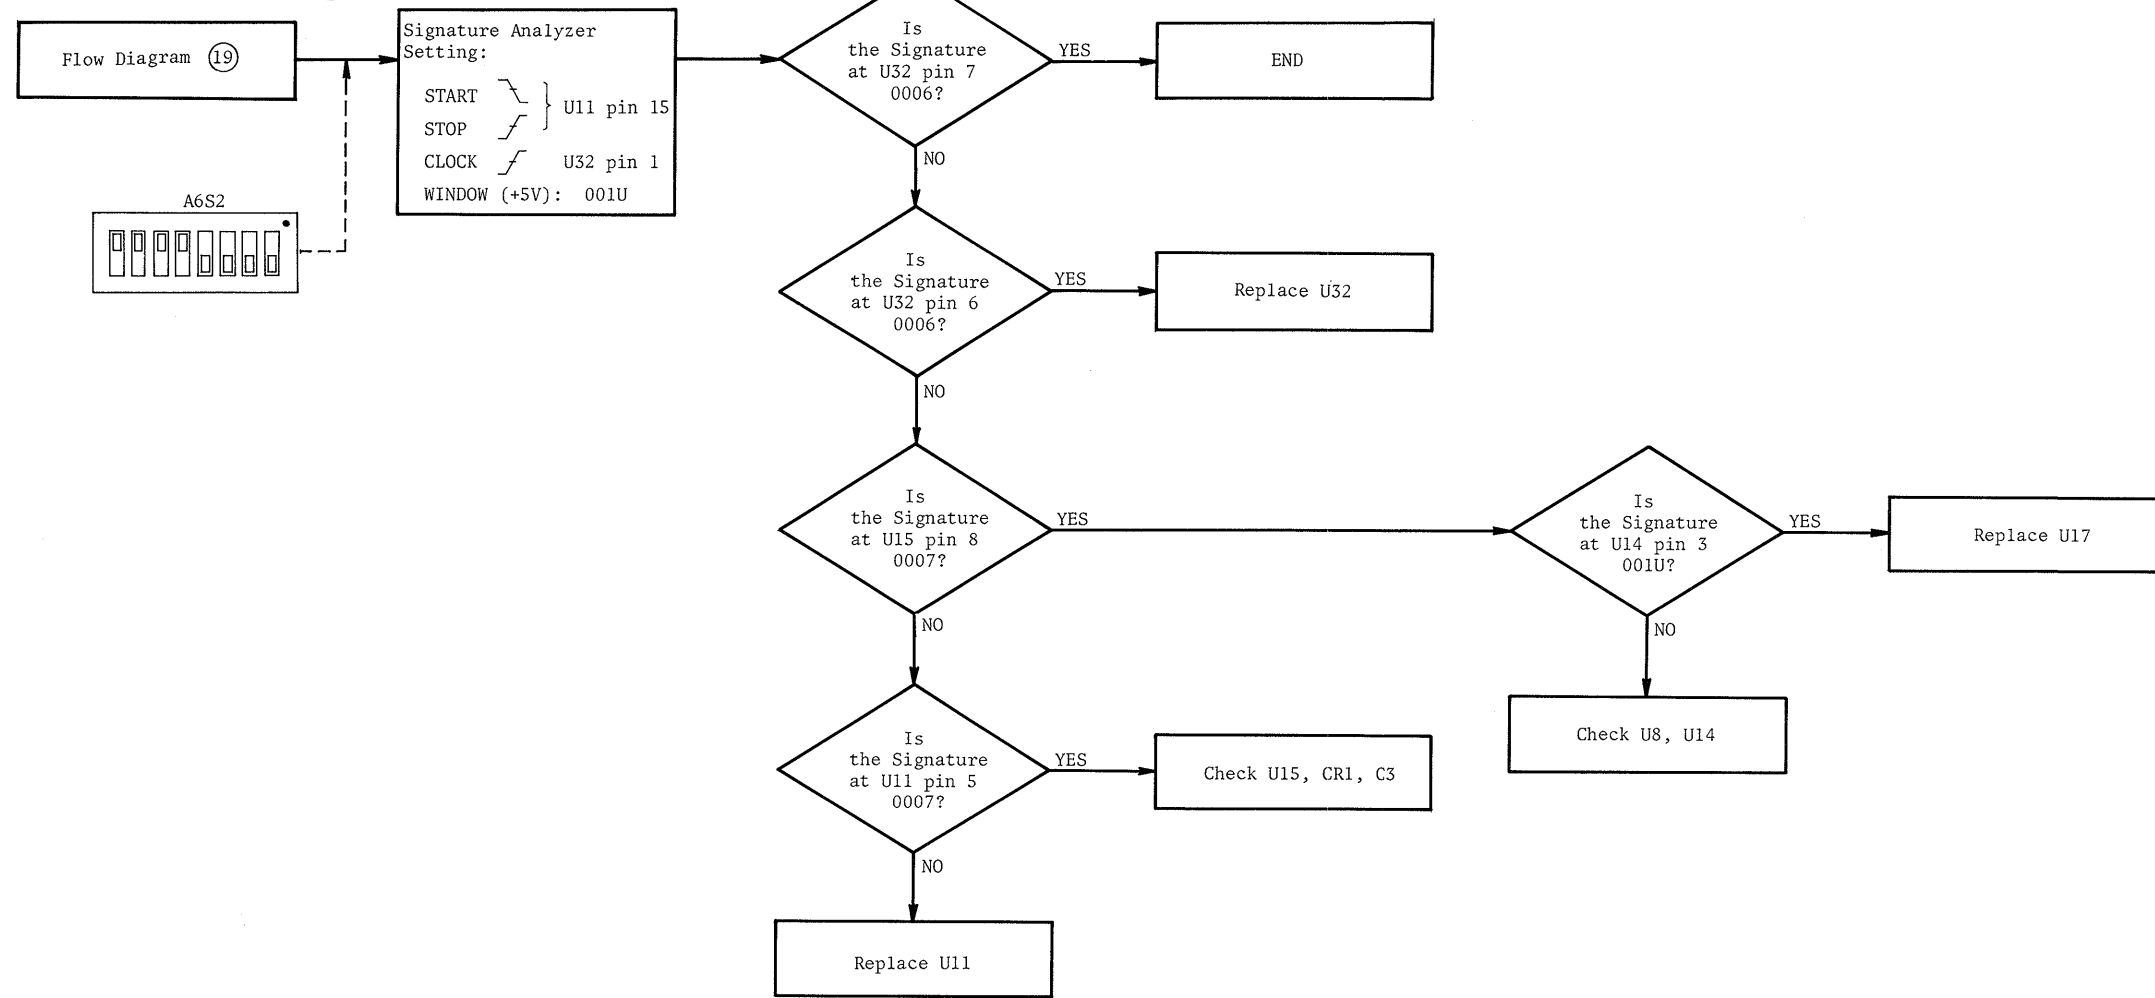 Flow Diagram 19
Signature Analyzer
Setting:
START
STOP
U11 pin 15
CLOCK U32 pin 1
WINDOW (+5V): 001U
A6S2
Is
the Signature
at U32 pin 7
0006?
YES
END
NO
Is
the Signature
at U32 pin 6
0006?
YES
Replace U32
NO
Is
the Signature
at U15 pin 8
0007?
YES
Is
the Signature
at U14 pin 3
001U?
YES
Replace U17
NO
Check U8, U14
NO
Is
the Signature
at U11 pin 5
0007?
YES
Check U15, CR1, C3
NO
Replace U11